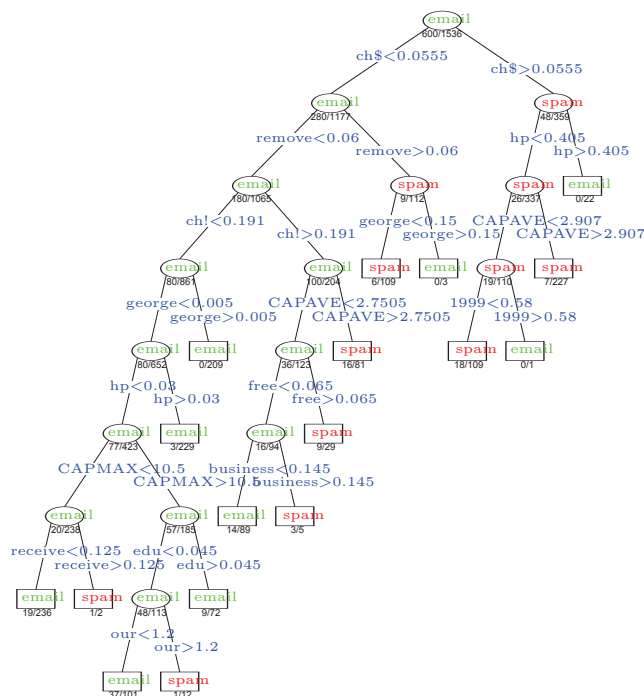 email
600/1536
ch$<0.0555
ch$>0.0555
email
280/1177
spam
48/359
remove<0.06
remove>0.06
hp<0.405
hp>0.405
email
180/1065
spam
9/112
spam
26/337
email
0/22
ch!<0.191
ch!>0.191
george<0.15
george>0.15
CAPAVE<2.907
CAPAVE>2.907
email
80/861
email
100/204
spam
6/109
email
0/3
spam
19/110
spam
7/227
george<0.005
george>0.005
CAPAVE<2.7505
CAPAVE>2.7505
1999<0.58
1999>0.58
email
80/652
email
0/209
email
36/123
spam
16/81
spam
18/109
email
0/1
hp<0.03
hp>0.03
free<0.065
free>0.065
email
77/423
email
3/229
email
16/94
spam
9/29
CAPMAX<10.5
CAPMAX>10.5
business<0.145
business>0.145
email
20/238
email
57/185
email
14/89
spam
3/5
receive<0.125
receive>0.125
edu<0.045
edu>0.045
email
19/236
spam
1/2
email
48/113
email
9/72
our<1.2
our>1.2
email
37/101
spam
1/12